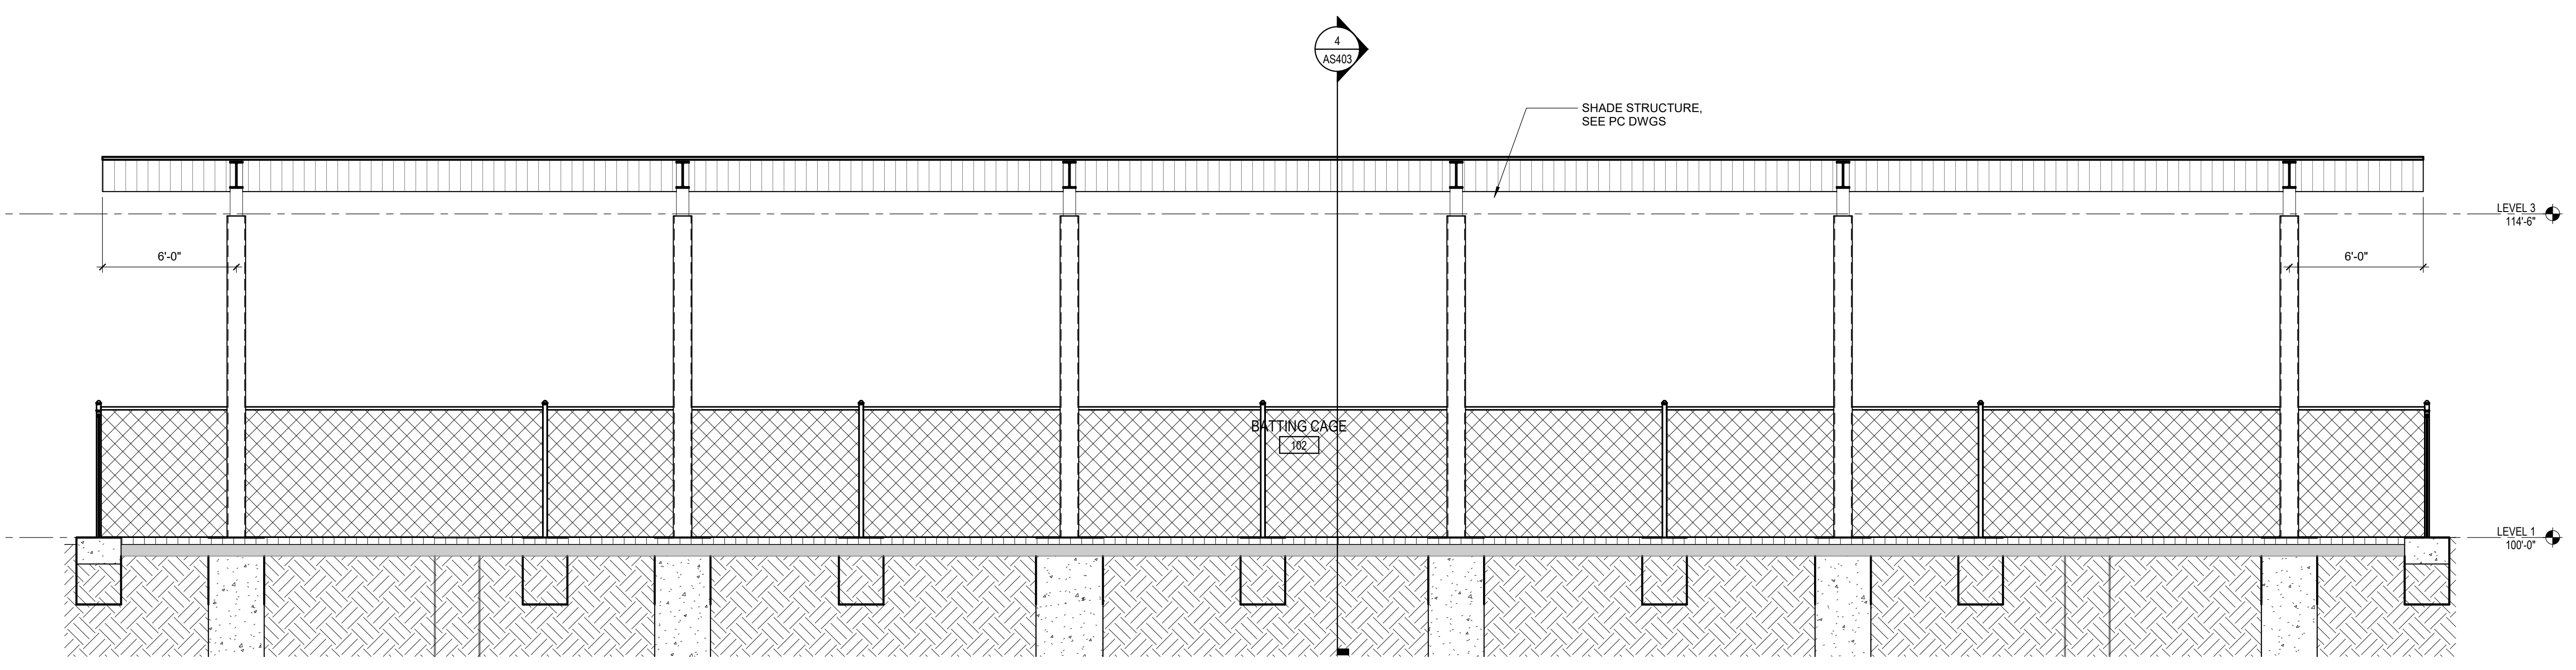 4
AS403
SHADE STRUCTURE,
SEE PC DWGS
LEVEL 3
114'-6"
6'-0"
6'-0"
BATTING CAGE
102
LEVEL 1
100'-0"